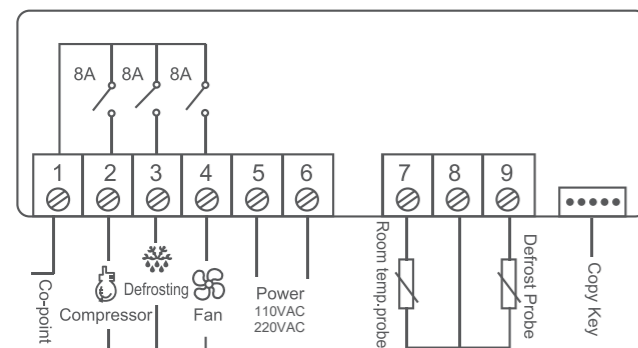 8A 8A 8A
1 2 3 4 5 6 7 8 9
Co-point
Compressor
Defrosting
Fan
Power
110VAC
220VAC
Room temp.probe
Defrost Probe
Copy Key